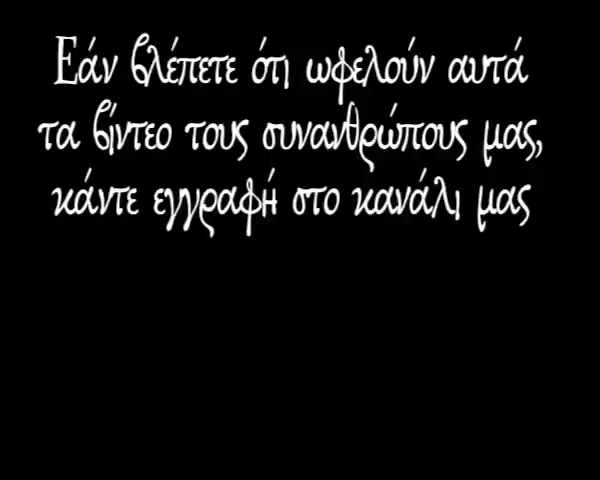 Εάν βλέπετε ότι ωφελούν αυτά
τα βίντεο τους συνανθρώπους μας,
κάντε εγγραφή στο κανάλι μας